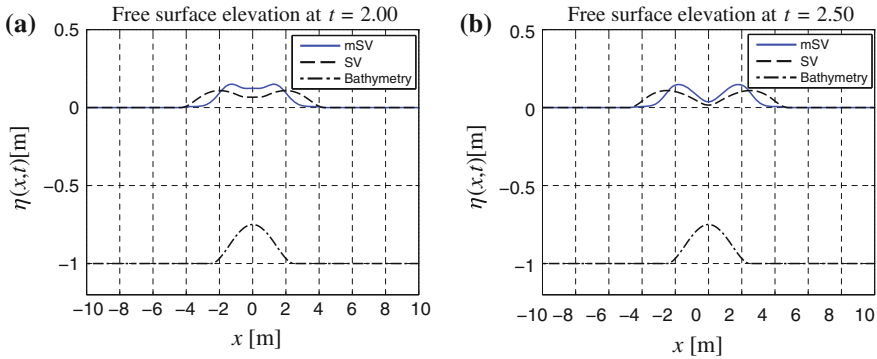 (a)
Free surface elevation at t = 2.00
0.5
0
−0.5
−1
η(x,t)[m]
mSV
SV
Bathymetry
−10 −8 −6 −4 −2 0 2 4 6 8 10
x [m]
(b)
Free surface elevation at t = 2.50
0.5
0
−0.5
−1
η(x,t)[m]
mSV
SV
Bathymetry
−10 −8 −6 −4 −2 0 2 4 6 8 10
x [m]